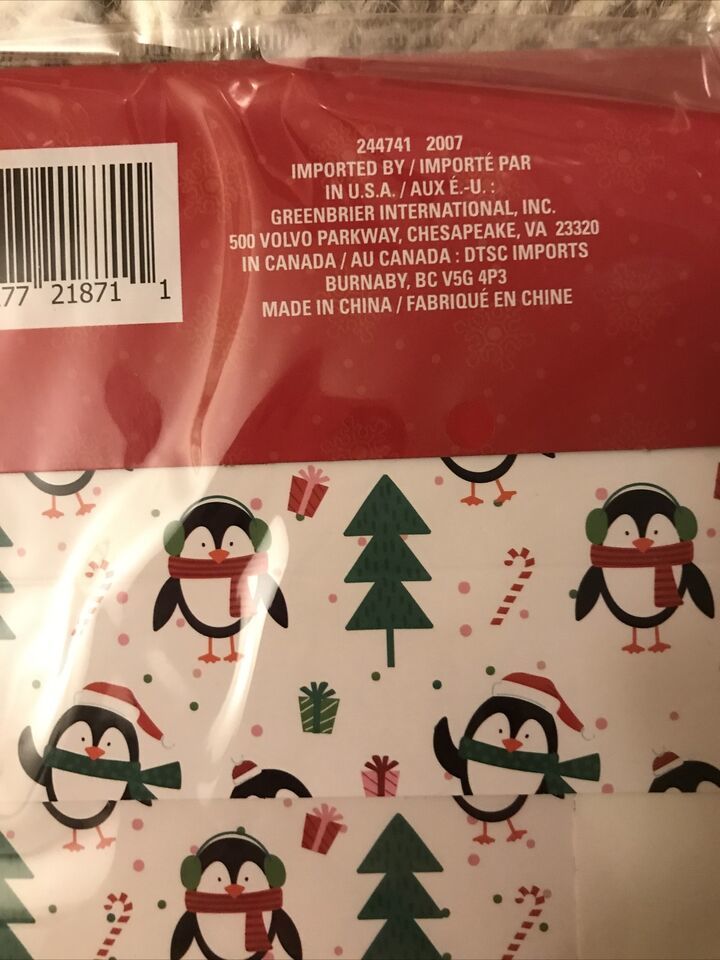 244741 2007
IMPORTED BY / IMPORTÉ PAR
IN U.S.A. / AUX É.-U. :
GREENBRIER INTERNATIONAL, INC.
500 VOLVO PARKWAY, CHESAPEAKE, VA 23320
IN CANADA / AU CANADA : DTSC IMPORTS
BURNABY, BC V5G 4P3
MADE IN CHINA / FABRIQUÉ EN CHINE
77 21871 1